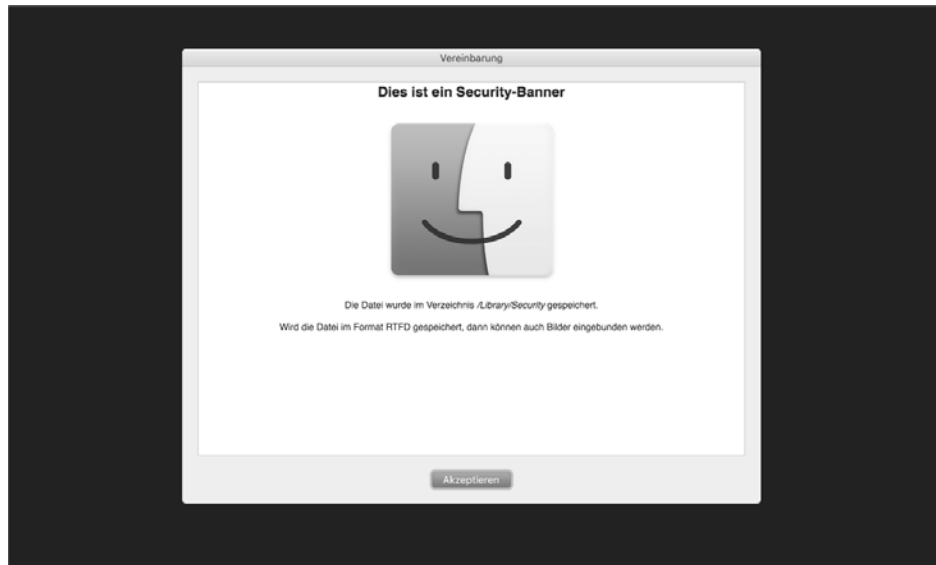 Vereinbarung
Dies ist ein Security-Banner
Die Datei wurde im Verzeichnis /Library/Security gespeichert.
Wird die Datei im Format RTFD gespeichert, dann können auch Bilder eingebunden werden.
Akzeptieren